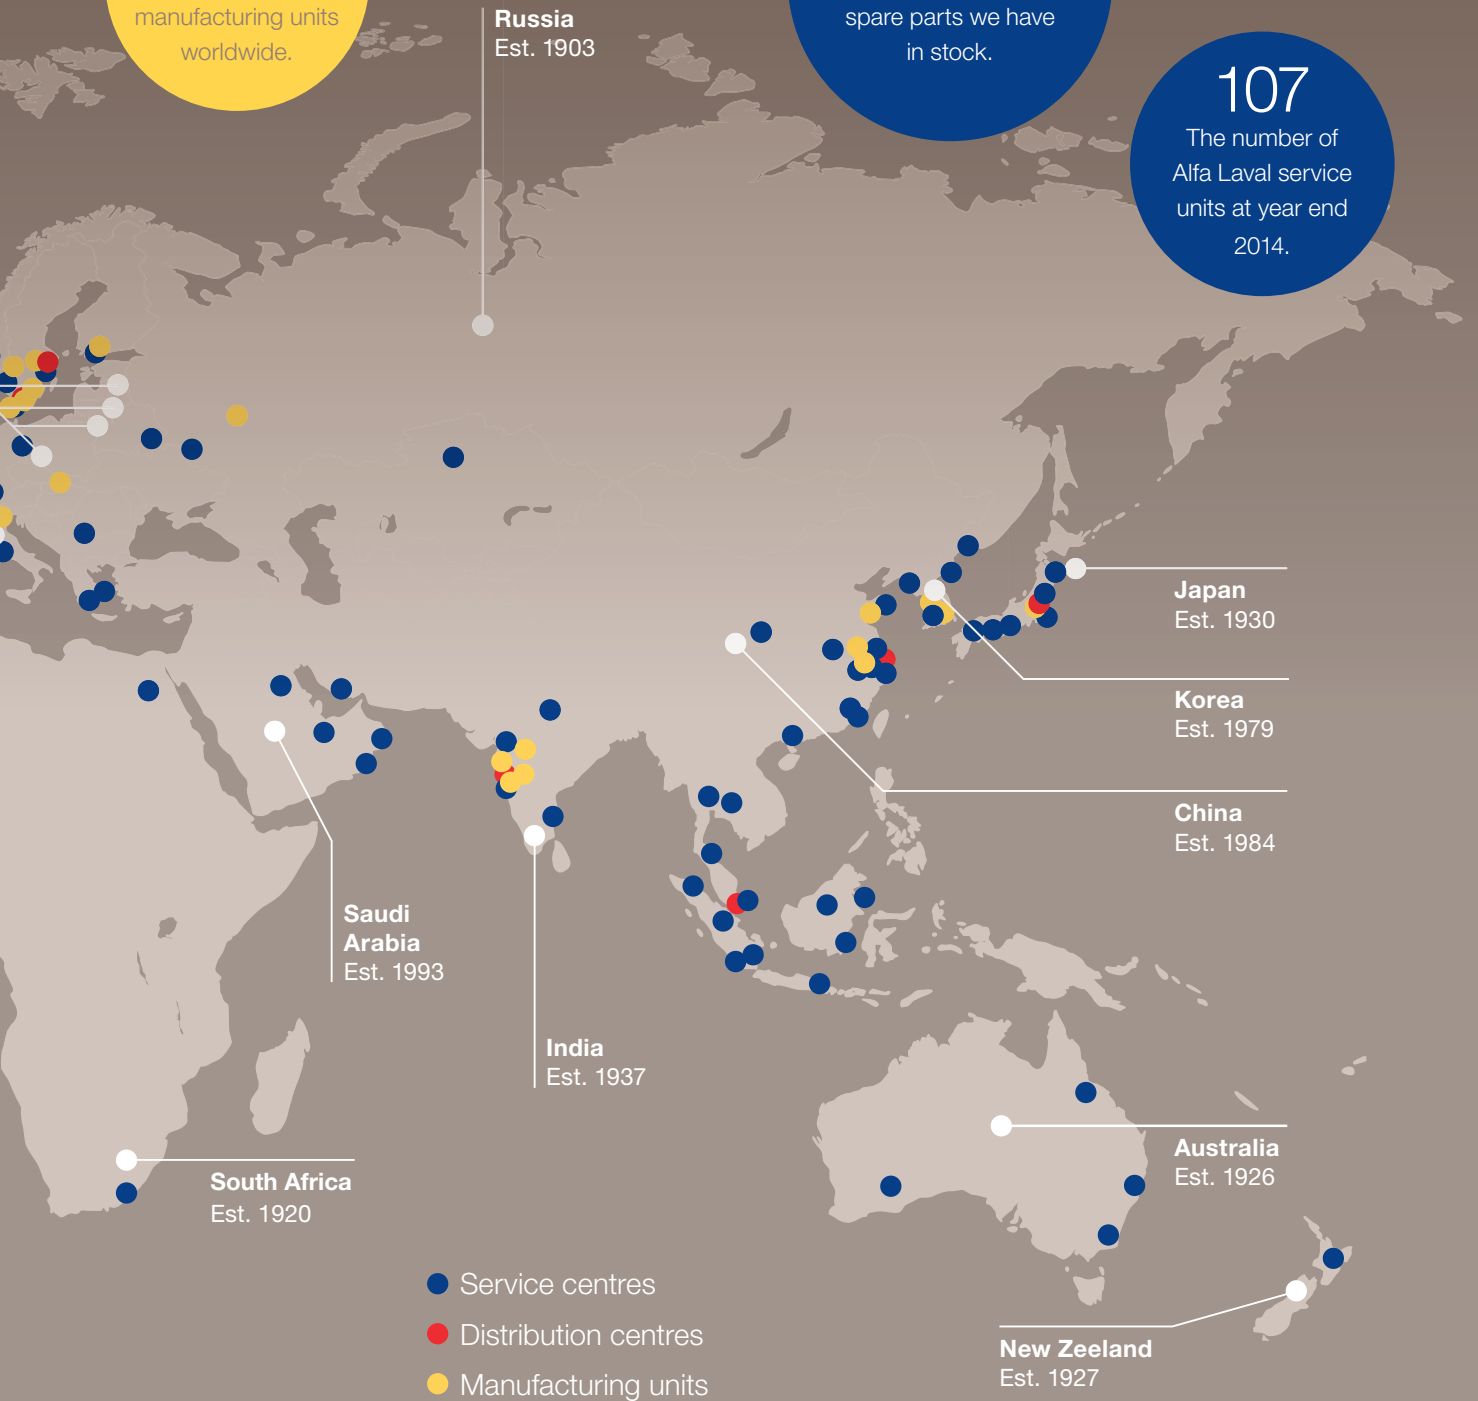 manufacturing units
worldwide.
Russia
Est. 1903
spare parts we have
in stock.
107
The number of
Alfa Laval service
units at year end
2014.
Japan
Est. 1930
Korea
Est. 1979
China
Est. 1984
Saudi
Arabia
Est. 1993
India
Est. 1937
Australia
Est. 1926
South Africa
Est. 1920
New Zeeland
Est. 1927
Service centres
Distribution centres
Manufacturing units